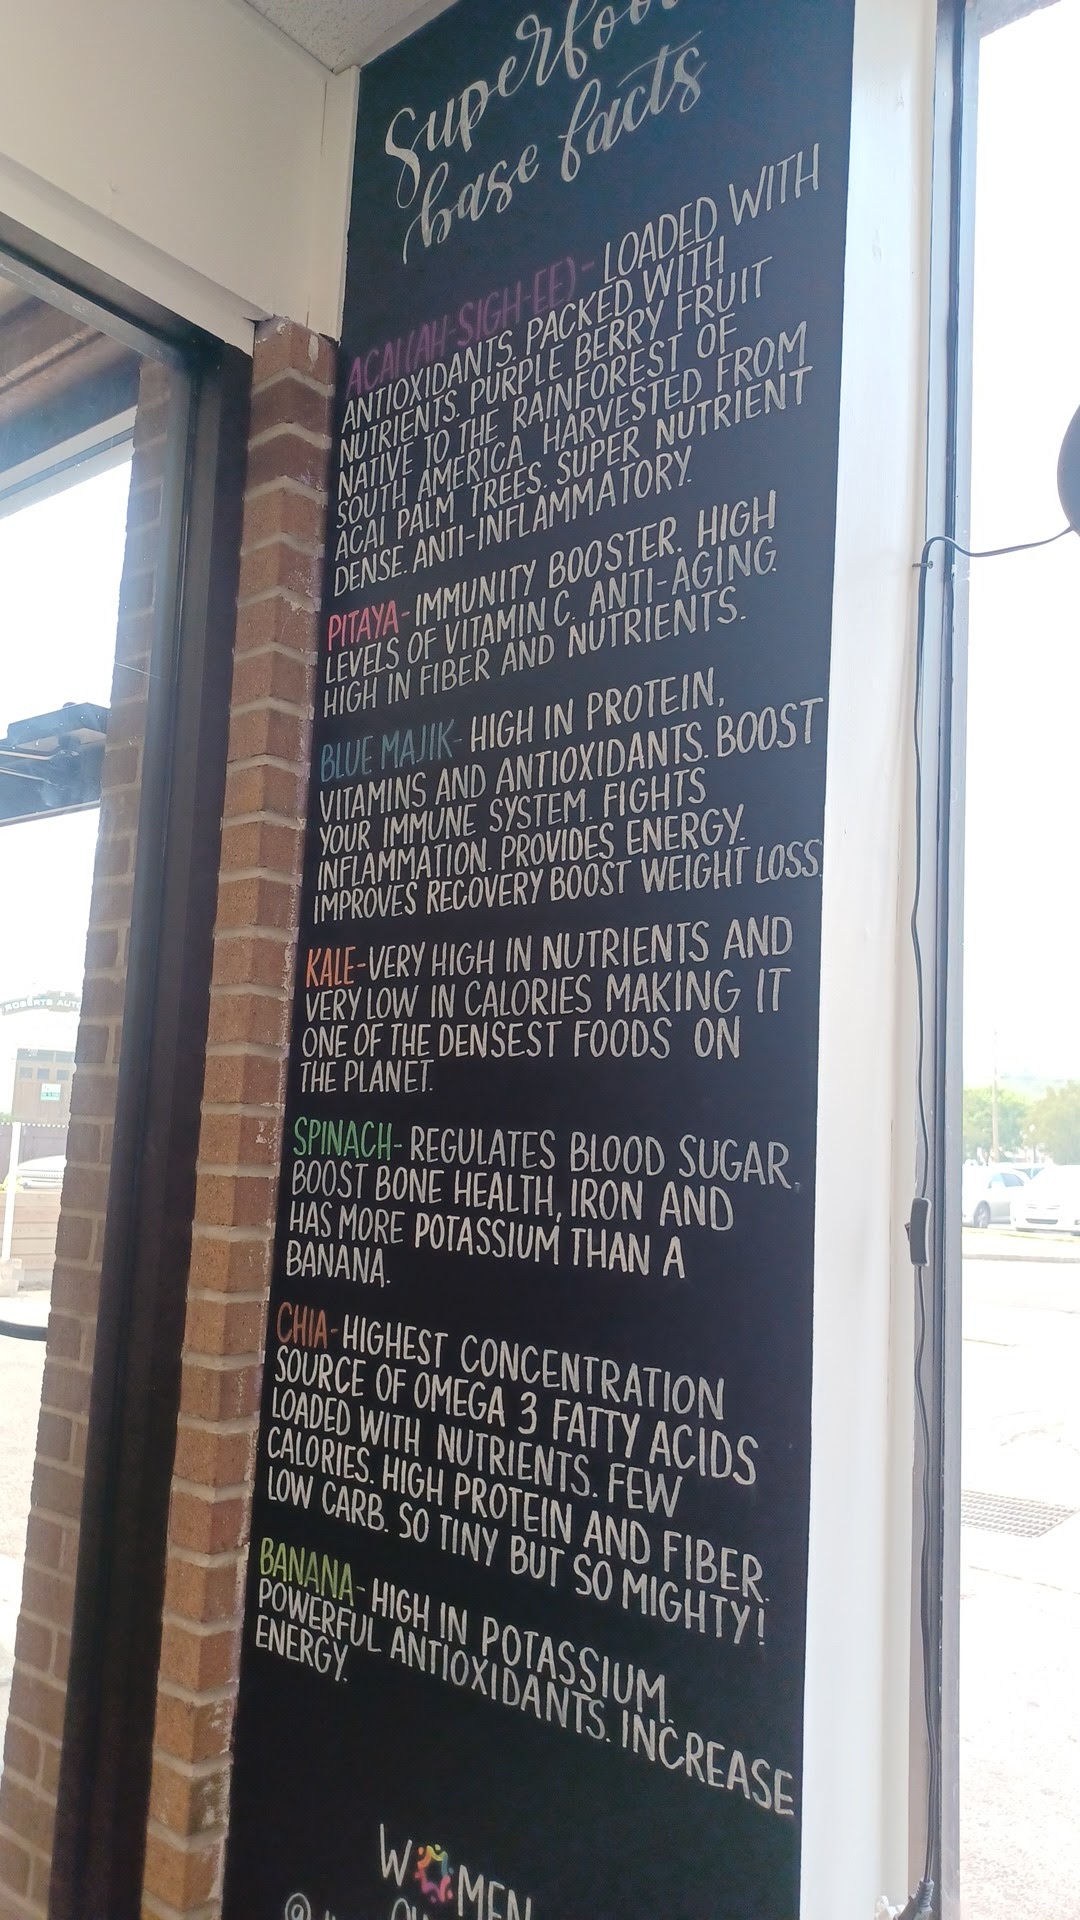 Superfood
base facts
ACAI (AH-SIGH-EE)- LOADED WITH
ANTIOXIDANTS. PACKED WITH
NUTRIENTS. PURPLE BERRY FRUIT
NATIVE TO THE RAINFOREST OF
SOUTH AMERICA HARVESTED FROM
ACAI PALM TREES. SUPER NUTRIENT
DENSE. ANTI-INFLAMMATORY.
PITAYA- IMMUNITY BOOSTER. HIGH
LEVELS OF VITAMIN C. ANTI-AGING.
HIGH IN FIBER AND NUTRIENTS.
BLUE MAJIK- HIGH IN PROTEIN,
VITAMINS AND ANTIOXIDANTS. BOOST
YOUR IMMUNE SYSTEM. FIGHTS
INFLAMMATION. PROVIDES ENERGY.
IMPROVES RECOVERY BOOST WEIGHT LOSS.
KALE-VERY HIGH IN NUTRIENTS AND
VERY LOW IN CALORIES MAKING IT
ONE OF THE DENSEST FOODS ON
THE PLANET.
SPINACH- REGULATES BLOOD SUGAR.
BOOST BONE HEALTH, IRON AND
HAS MORE POTASSIUM THAN A
BANANA.
CHIA-HIGHEST CONCENTRATION
SOURCE OF OMEGA 3 FATTY ACIDS
LOADED WITH NUTRIENTS. FEW
CALORIES. HIGH PROTEIN AND FIBER.
LOW CARB. SO TINY BUT SO MIGHTY!
BANANA- HIGH IN POTASSIUM.
POWERFUL ANTIOXIDANTS. INCREASE
ENERGY.
WOMEN
ROBERTS AUTO